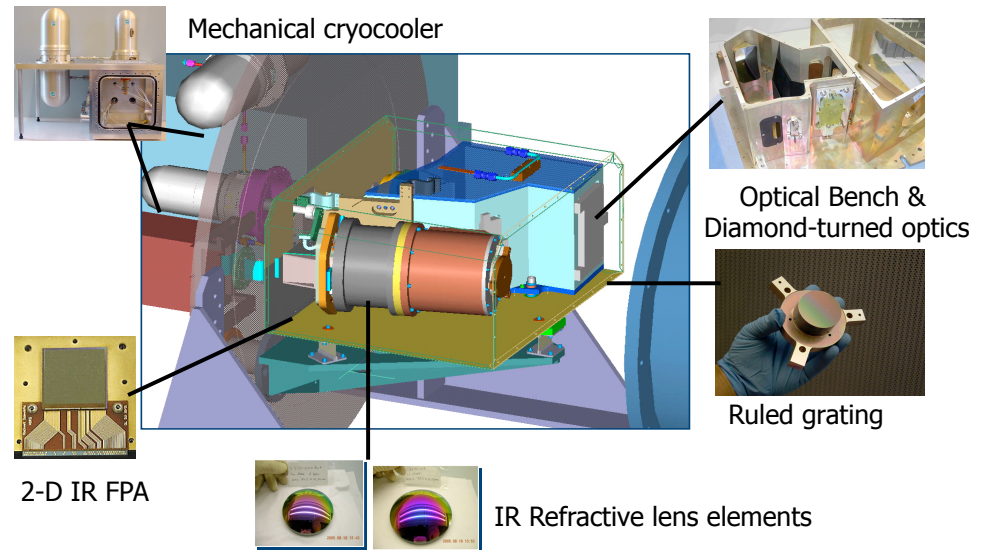 Mechanical cryocooler
Optical Bench &
Diamond-turned optics
Ruled grating
2-D IR FPA
IR Refractive lens elements